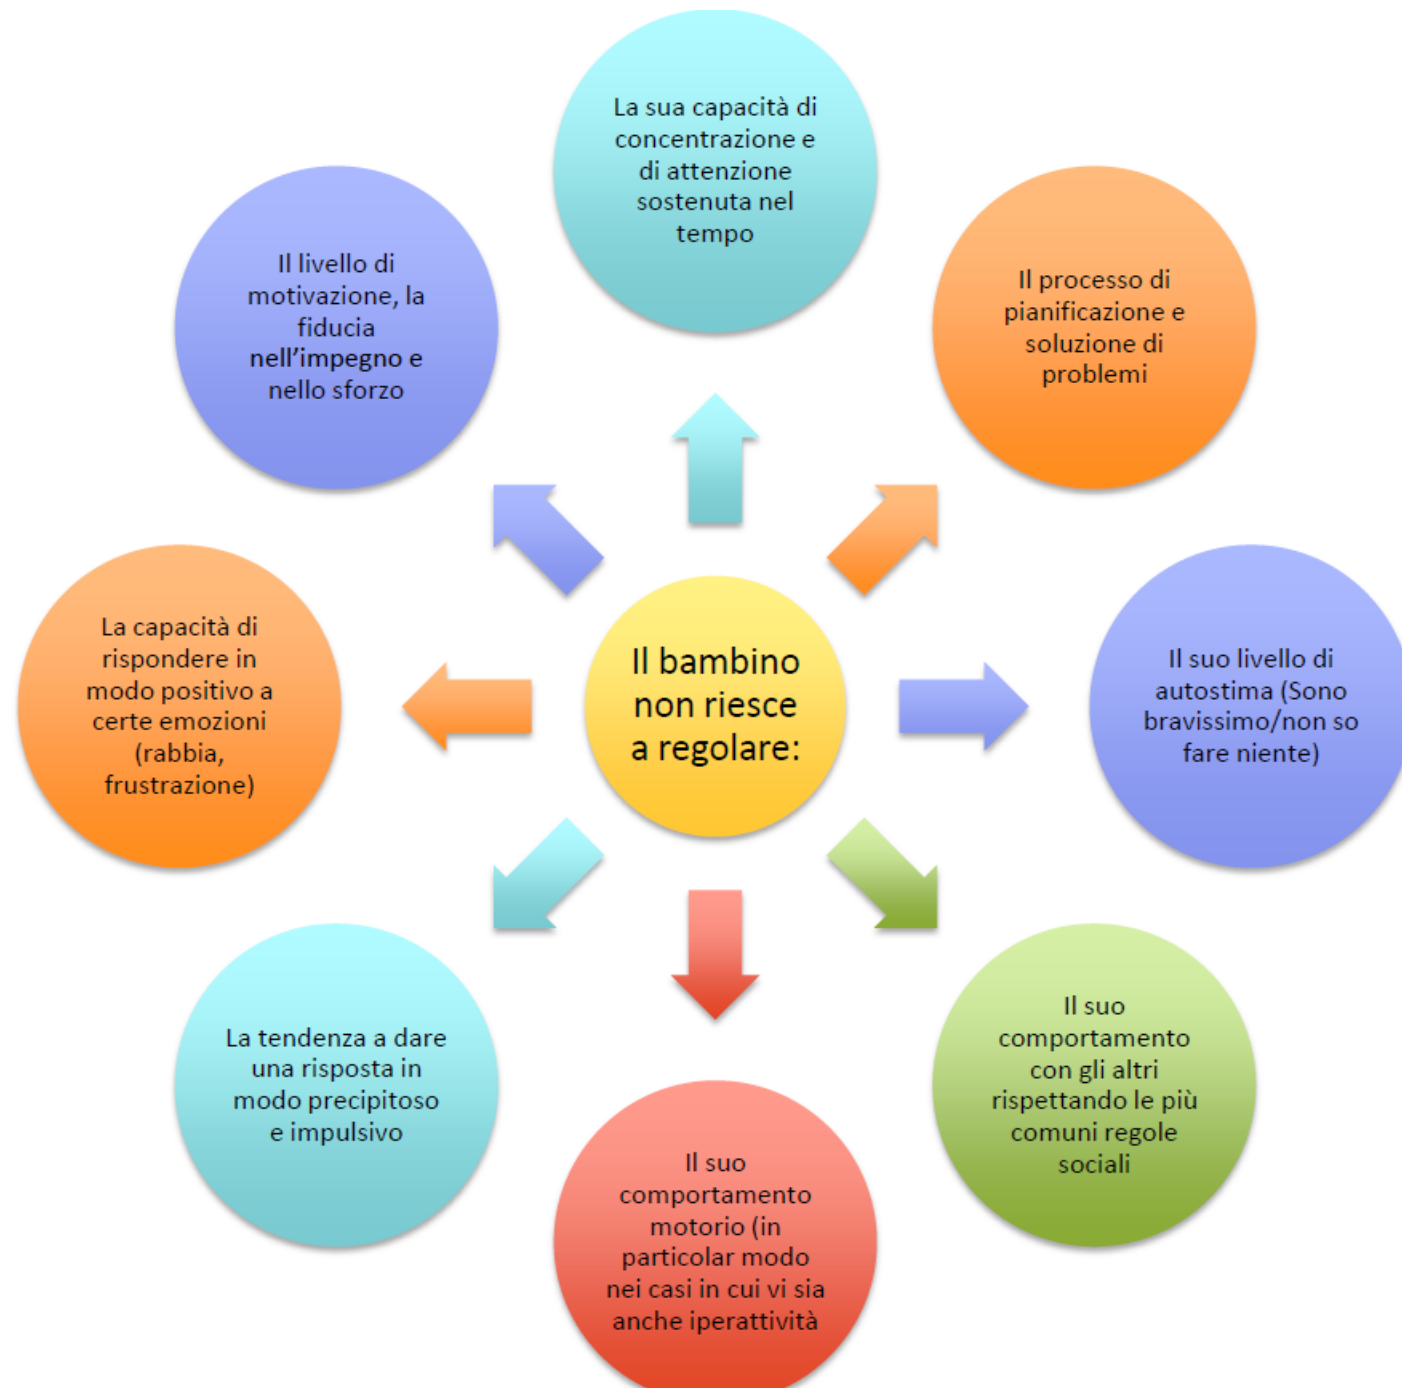 La sua capacità di
concentrazione e
di attenzione
sostenuta nel
tempo
Il processo di
pianificazione e
soluzione di
problemi
Il suo livello di
autostima (Sono
bravissimo/non so
fare niente)
Il suo
comportamento
con gli altri
rispettando le più
comuni regole
sociali
Il suo
comportamento
motorio (in
particolar modo
nei casi in cui vi sia
anche iperattività
La tendenza a dare
una risposta in
modo precipitoso
e impulsivo
La capacità di
rispondere in
modo positivo a
certe emozioni
(rabbia,
frustrazione)
Il livello di
motivazione, la
fiducia
nell'impegno e
nello sforzo
Il bambino
non riesce
a regolare: